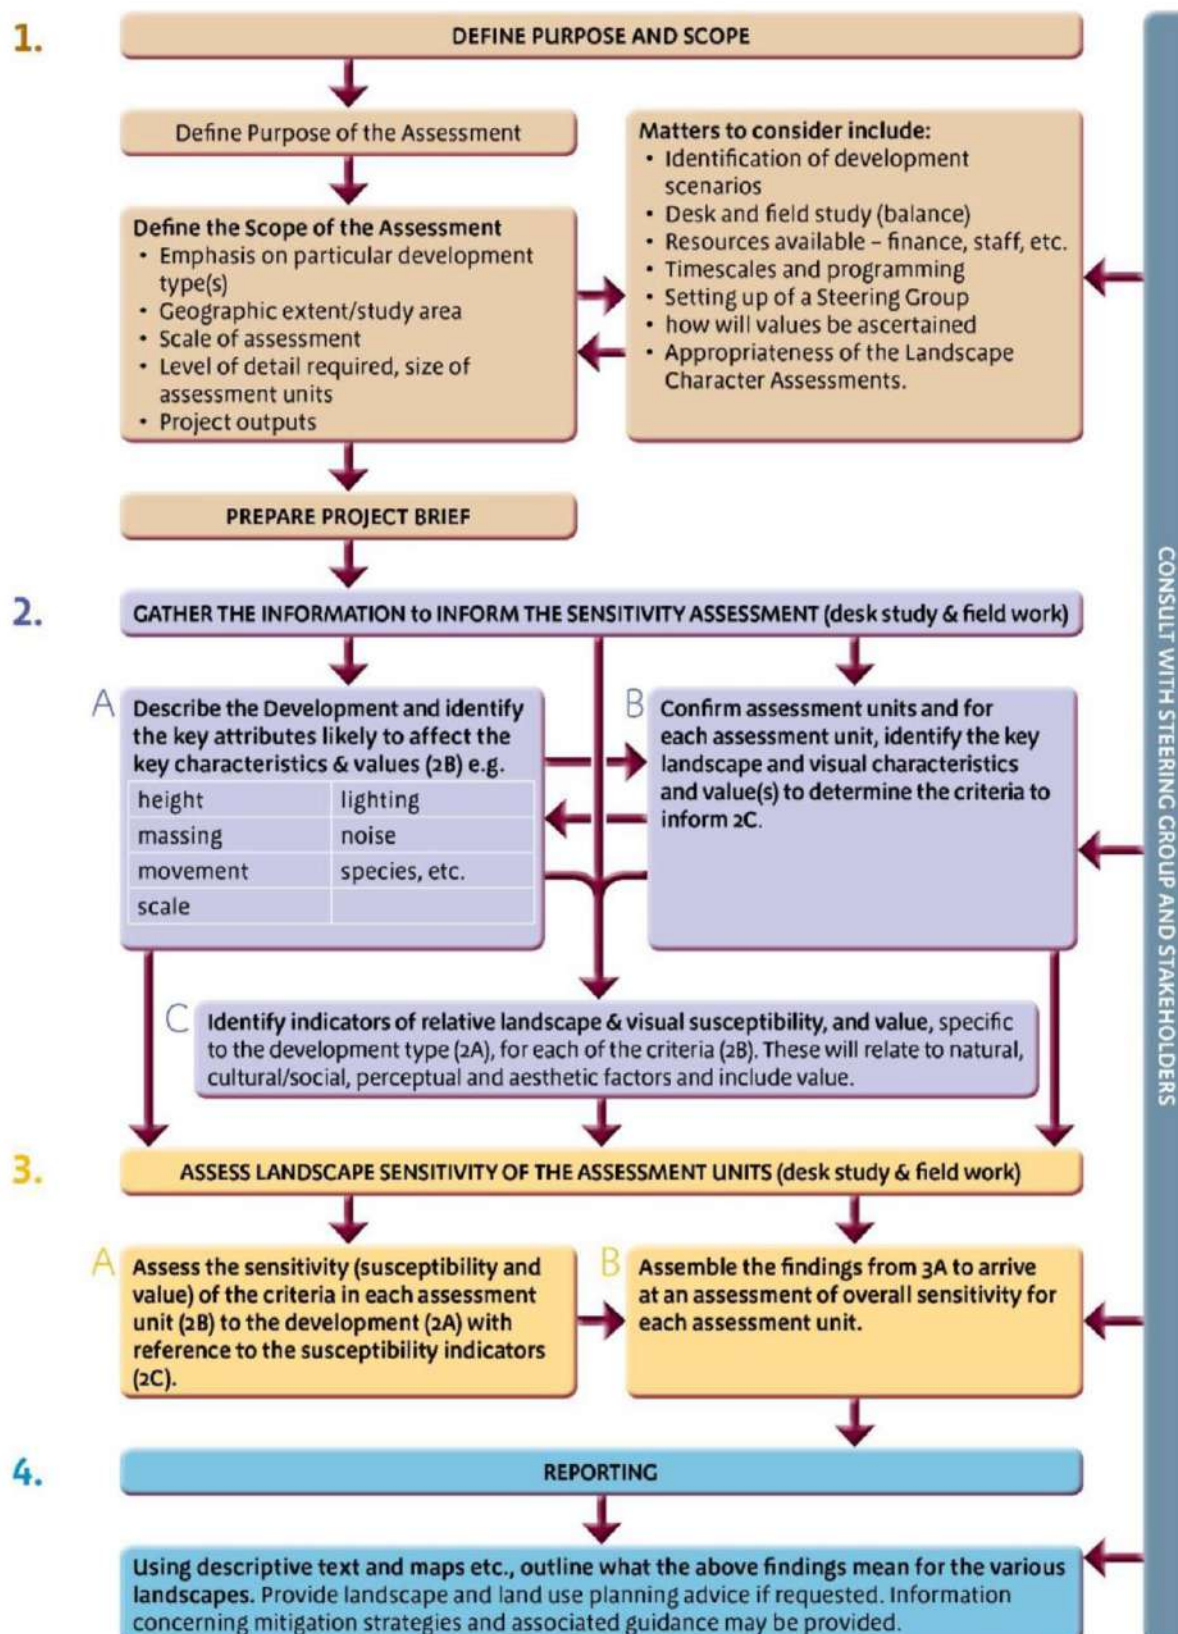 1.
DEFINE PURPOSE AND SCOPE
Define Purpose of the Assessment
Define the Scope of the Assessment
• Emphasis on particular development
type(s)
• Geographic extent/study area
• Scale of assessment
• Level of detail required, size of
assessment units
• Project outputs
Matters to consider include:
• Identification of development
scenarios
• Desk and field study (balance)
• Resources available – finance, staff, etc.
• Timescales and programming
• Setting up of a Steering Group
• how will values be ascertained
• Appropriateness of the Landscape
Character Assessments.
PREPARE PROJECT BRIEF
2.
GATHER THE INFORMATION to INFORM THE SENSITIVITY ASSESSMENT (desk study & field work)
A
Describe the Development and identify
the key attributes likely to affect the
key characteristics & values (2B) e.g.
height lighting
massing noise
movement species, etc.
scale
B
Confirm assessment units and for
each assessment unit, identify the key
landscape and visual characteristics
and value(s) to determine the criteria to
inform 2C.
C
Identify indicators of relative landscape & visual susceptibility, and value, specific
to the development type (2A), for each of the criteria (2B). These will relate to natural,
cultural/social, perceptual and aesthetic factors and include value.
3.
ASSESS LANDSCAPE SENSITIVITY OF THE ASSESSMENT UNITS (desk study & field work)
A
Assess the sensitivity (susceptibility and
value) of the criteria in each assessment
unit (2B) to the development (2A) with
reference to the susceptibility indicators
(2C).
B
Assemble the findings from 3A to arrive
at an assessment of overall sensitivity for
each assessment unit.
4.
REPORTING
Using descriptive text and maps etc., outline what the above findings mean for the various
landscapes. Provide landscape and land use planning advice if requested. Information
concerning mitigation strategies and associated guidance may be provided.
CONSULT WITH STEERING GROUP AND STAKEHOLDERS